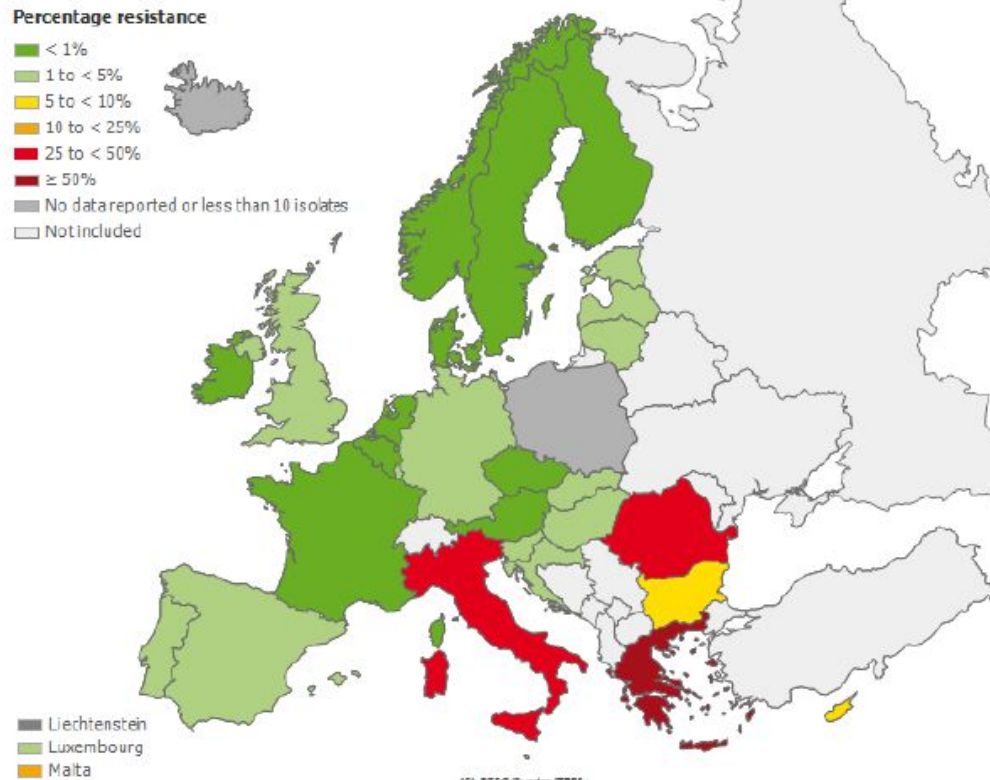 Percentage resistance
< 1%
1 to < 5%
5 to < 10%
10 to < 25%
25 to < 50%
≥ 50%
No data reported or less than 10 isolates
Not included
Liechtenstein
Luxembourg
Malta